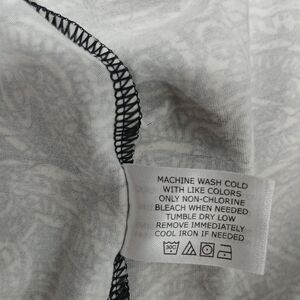 MACHINE WASH COLD
WITH LIKE COLORS
ONLY NON-CHLORINE
BLEACH WHEN NEEDED
TUMBLE DRY LOW
REMOVE IMMEDIATELY
COOL IRON IF NEEDED
30C